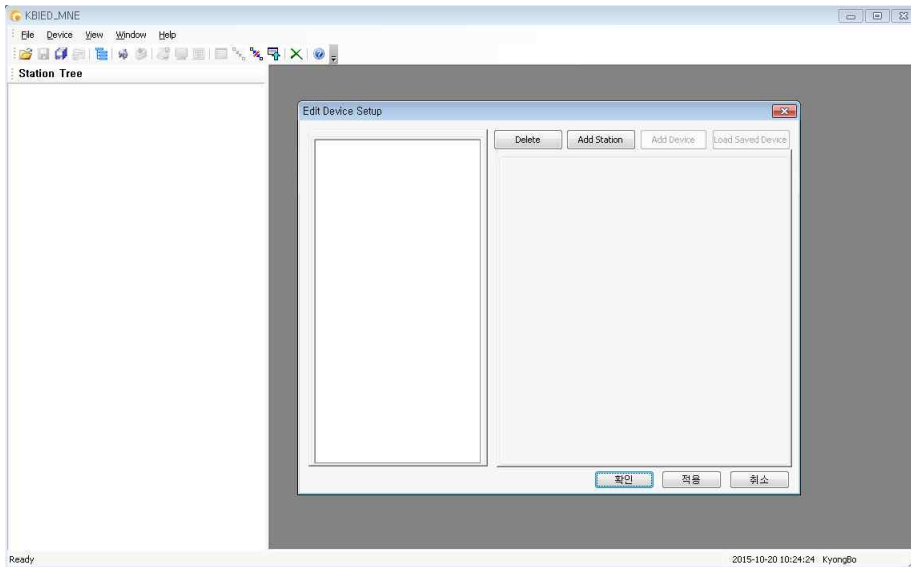 KBIED_MNE
File Device View Window Help
Station Tree
Edit Device Setup
Delete Add Station Add Device Load Saved Device
확인 적용 취소
Ready 2015-10-20 10:24:24 KyongBo